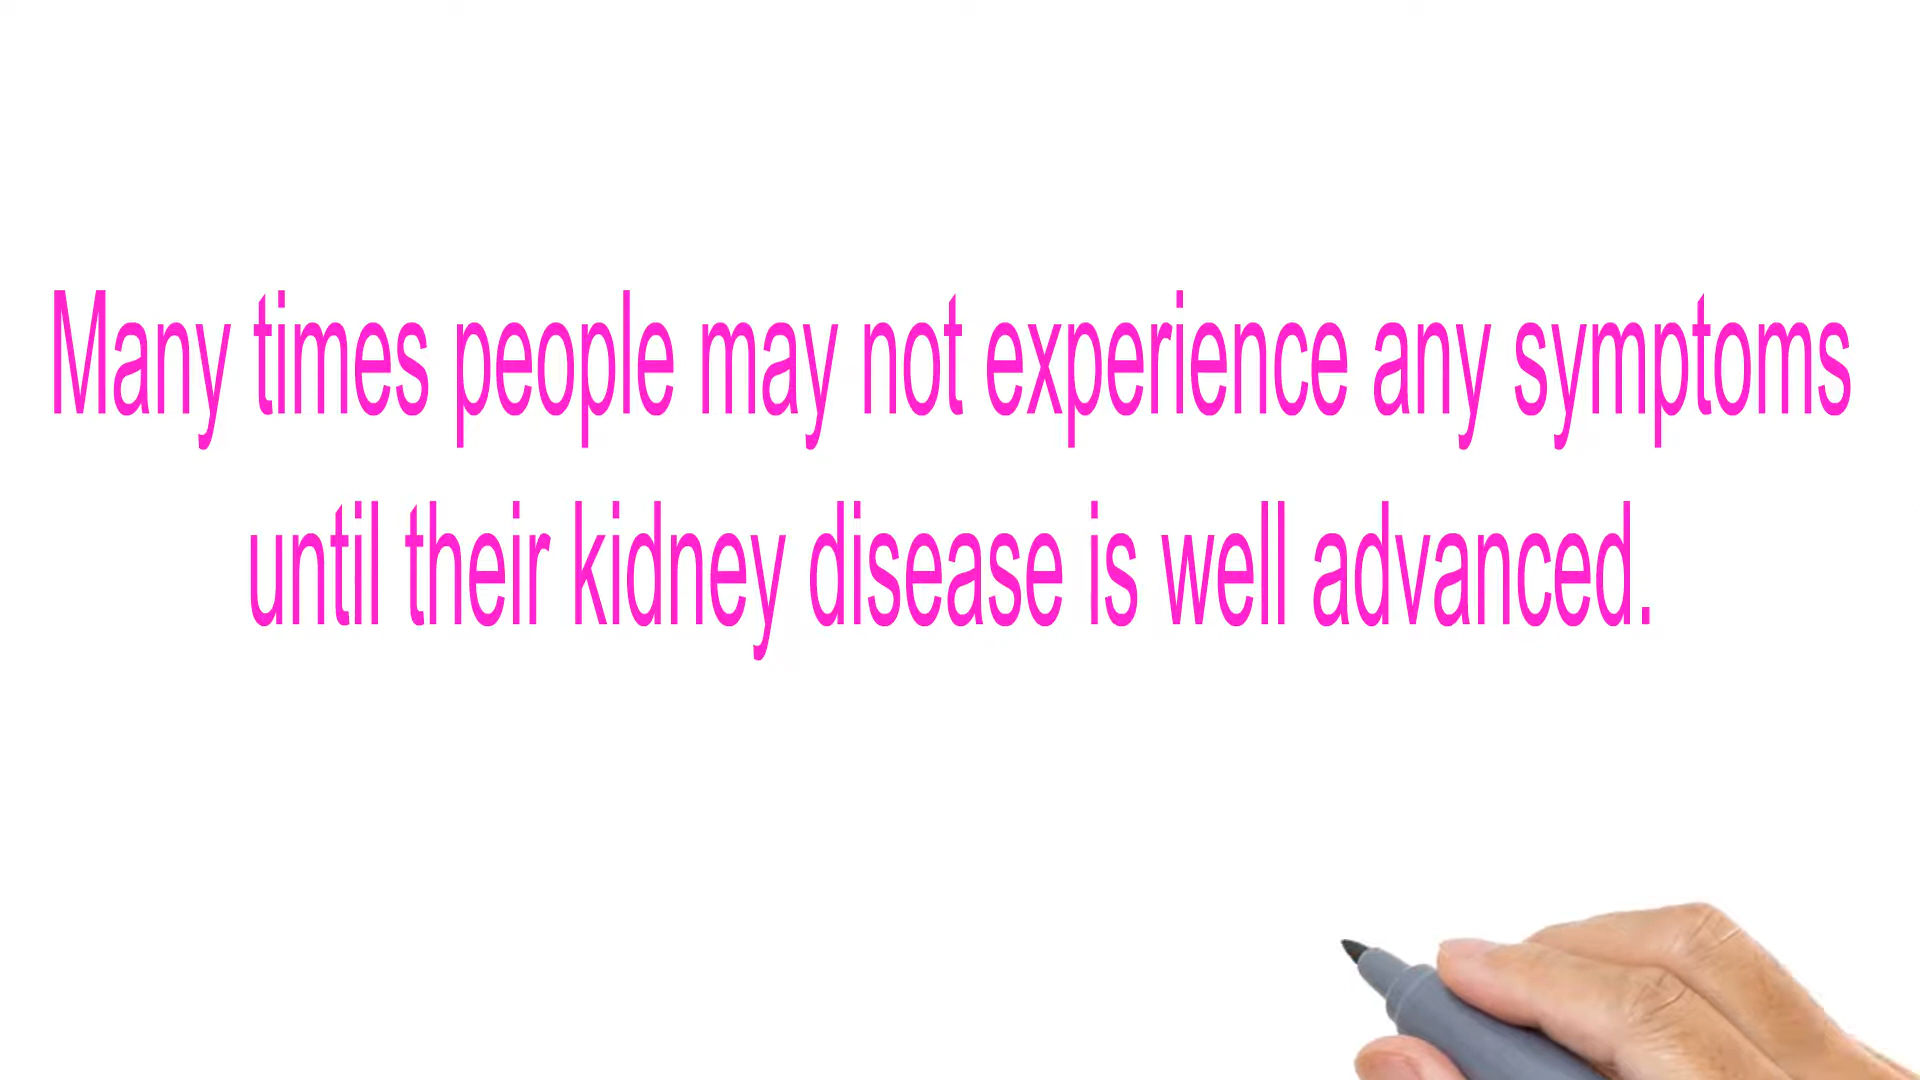 Many times people may not experience any symptoms
until their kidney disease is well advanced.